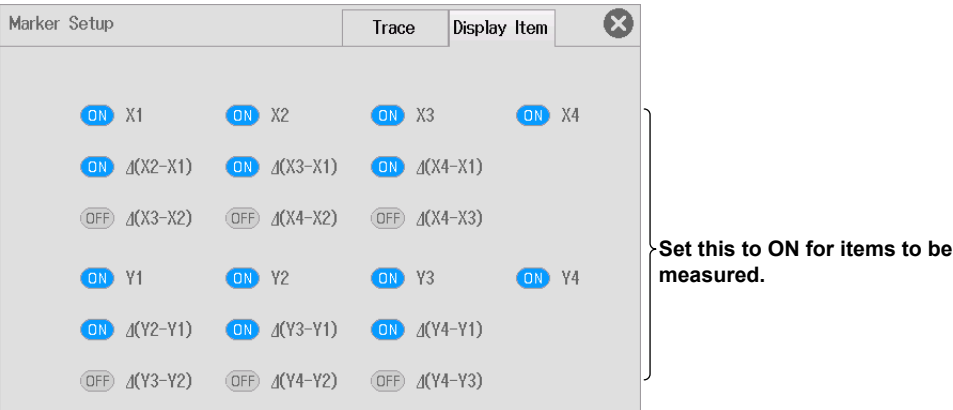 Marker Setup Trace Display Item
ON X1 ON X2 ON X3 ON X4
ON Δ(X2-X1) ON Δ(X3-X1) ON Δ(X4-X1)
OFF Δ(X3-X2) OFF Δ(X4-X2) OFF Δ(X4-X3)
Set this to ON for items to be
measured.
ON Y1 ON Y2 ON Y3 ON Y4
ON Δ(Y2-Y1) ON Δ(Y3-Y1) ON Δ(Y4-Y1)
OFF Δ(Y3-Y2) OFF Δ(Y4-Y2) OFF Δ(Y4-Y3)